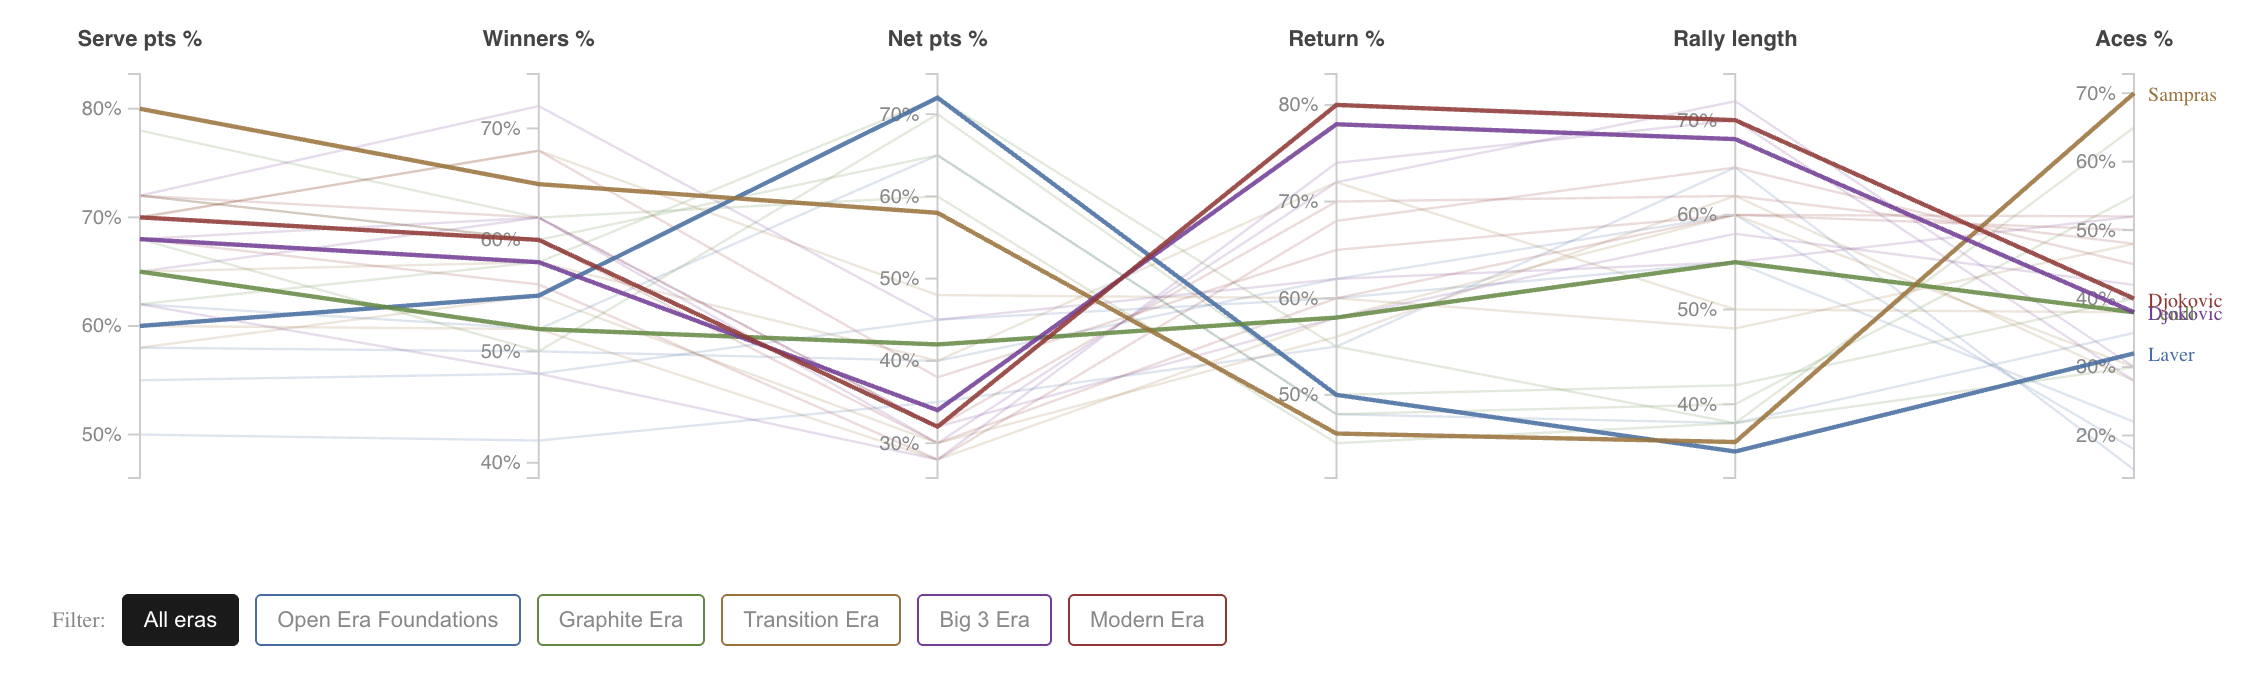 Serve pts %
Winners %
Net pts %
Return %
Rally length
Aces %
80%
70%
60%
50%
70%
60%
50%
40%
70%
60%
50%
40%
30%
80%
70%
60%
50%
70%
60%
50%
40%
70%
60%
50%
40%
30%
20%
Sampras
Djokovic
Djokovic
Laver
Filter:
All eras
Open Era Foundations
Graphite Era
Transition Era
Big 3 Era
Modern Era